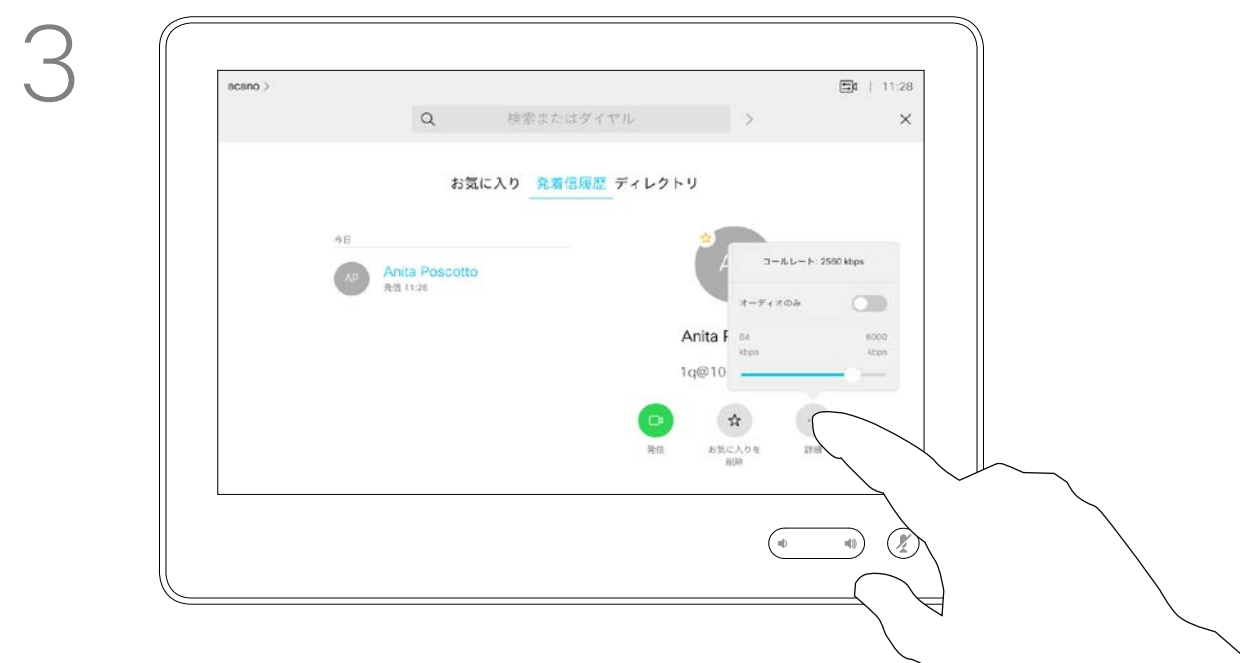 3
acano >
11:28
検索またはダイヤル
お気に入り 発着信履歴 ディレクトリ
今日
AP
Anita Poscotto
発信 11:28
コールレート: 2560 kbps
オーディオのみ
64 kbps
6000 kbps
Anita P
1q@10
発信
お気に入りを
削除
詳細